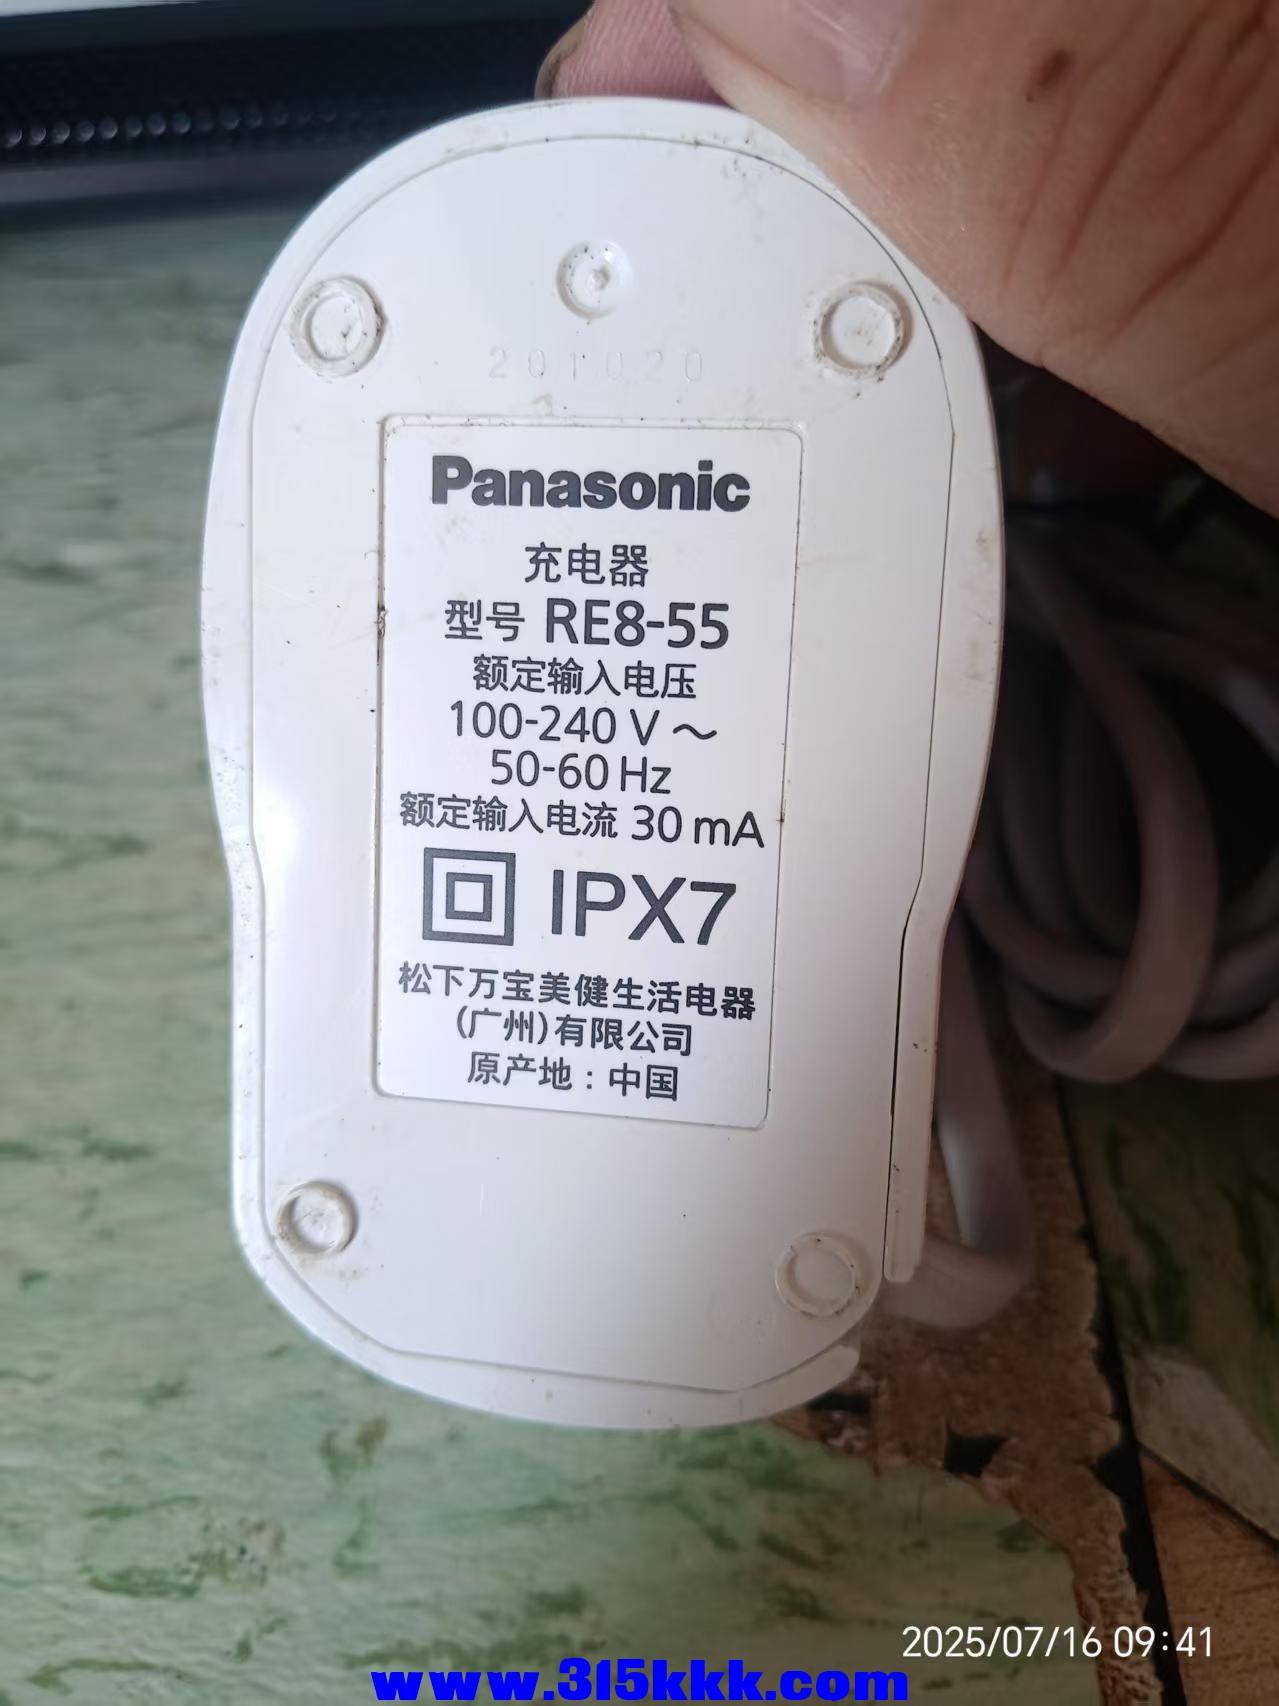 201020
Panasonic
充电器
型号 RE8-55
额定输入电压
100-240 V ～
50-60 Hz
额定输入电流 30 mA
IPX7
松下万宝美健生活电器
(广州)有限公司
原产地：中国
2025/07/16 09:41
www.315kkk.com